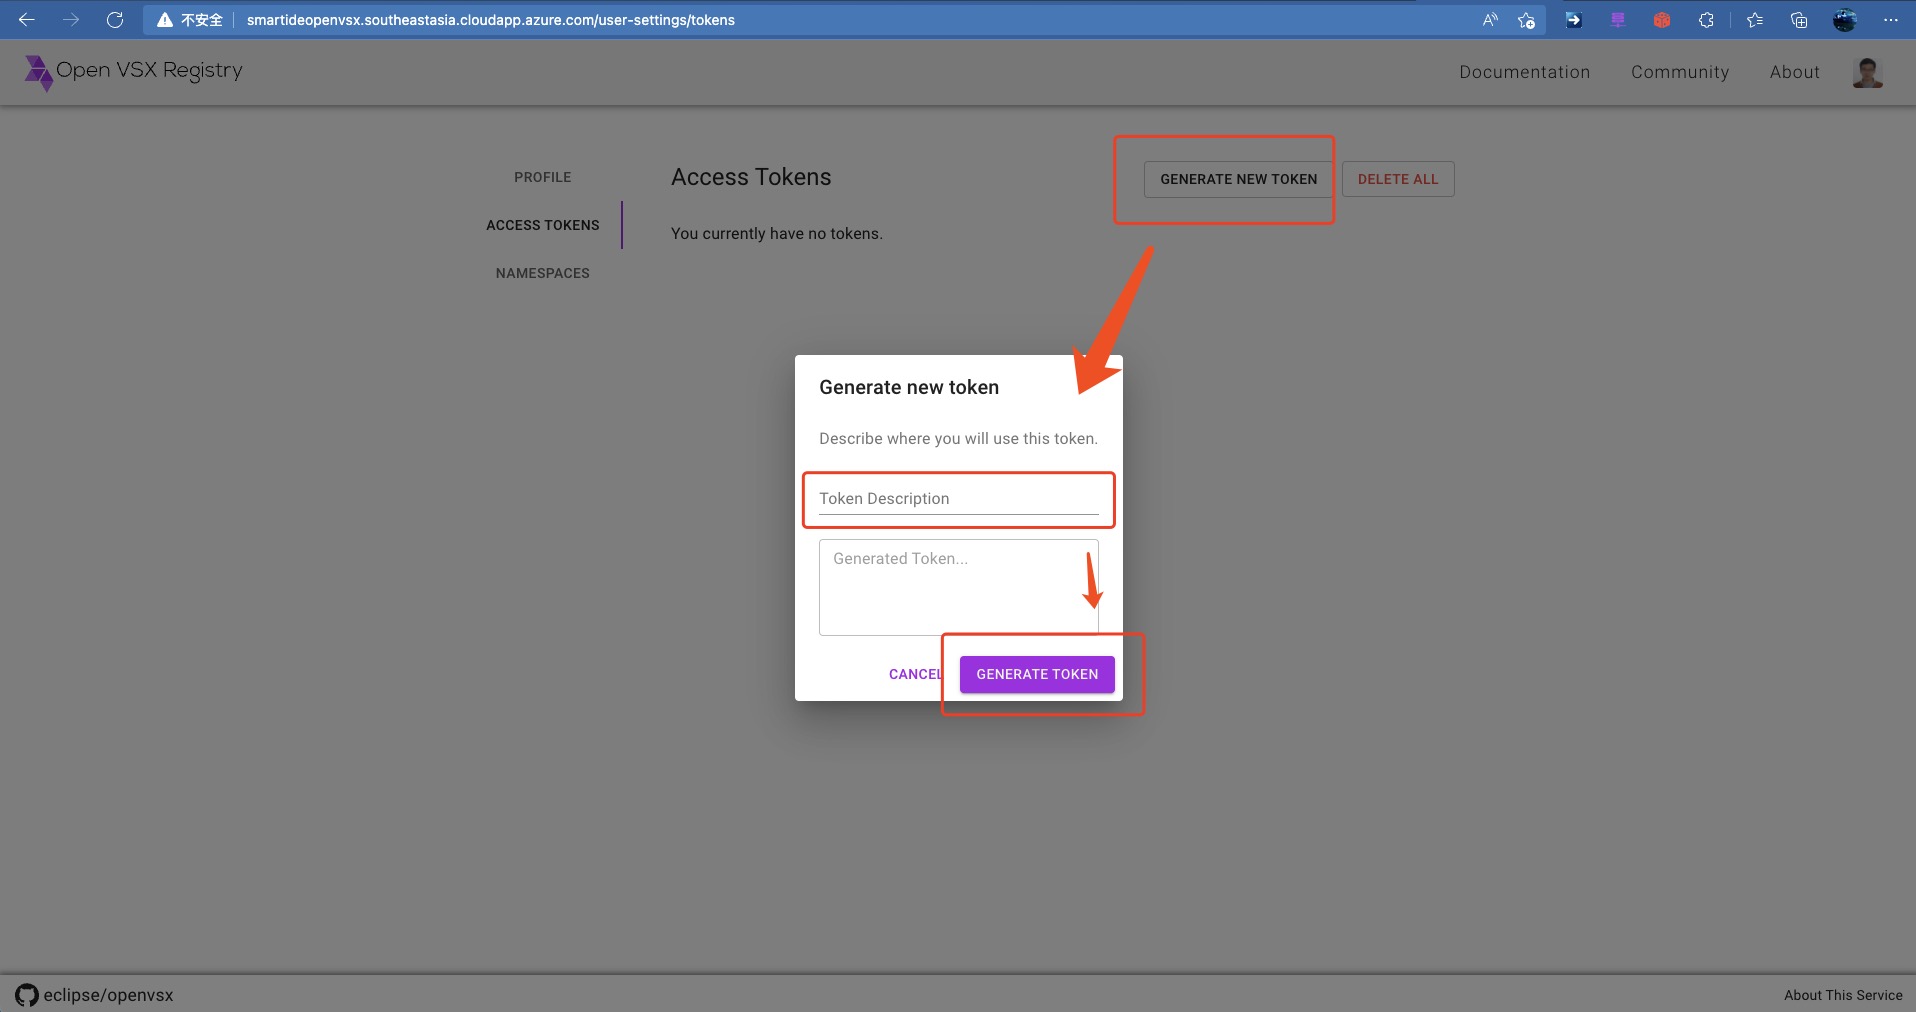 不安全 smartideopenvsx.southeastasia.cloudapp.azure.com/user-settings/tokens
Open VSX Registry
Documentation Community About
PROFILE
ACCESS TOKENS
NAMESPACES
Access Tokens
GENERATE NEW TOKEN DELETE ALL
You currently have no tokens.
Generate new token
Describe where you will use this token.
Token Description
Generated Token...
CANCEL GENERATE TOKEN
eclipse/openvsx
About This Service